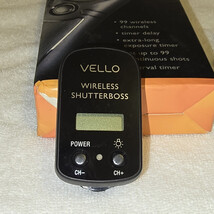 • 99 wireless
channels
• timer delay
• extra-long
exposure timer
up to 99
continuous shots
interval timer
VELLO
WIRELESS
SHUTTERBOSS
POWER
CH−
CH+